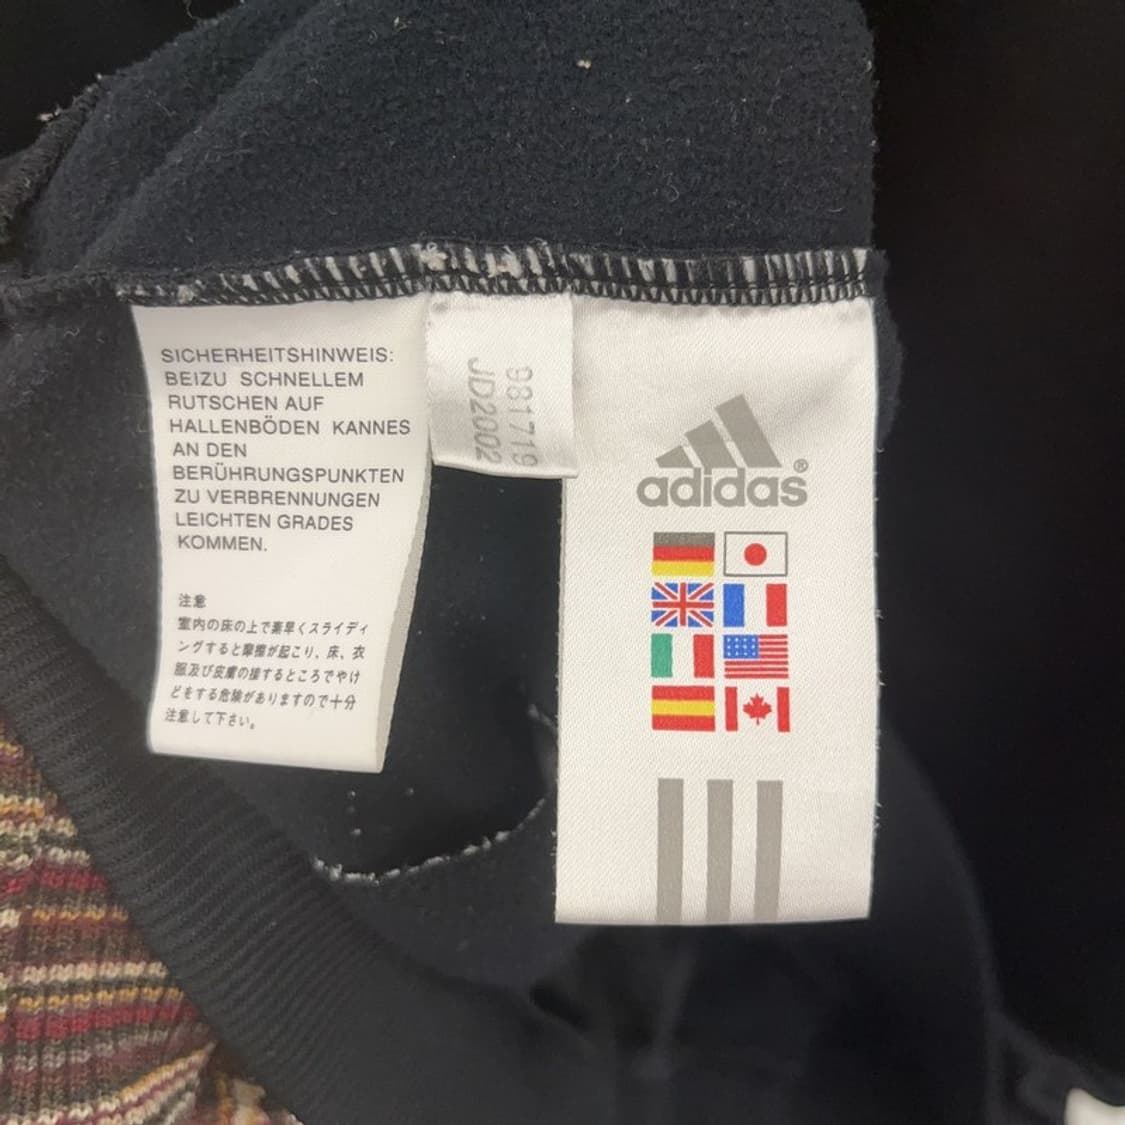 SICHERHEITSHINWEIS:
BEIZU SCHNELLEM
RUTSCHEN AUF
HALLENBÖDEN KANNES
AN DEN
BERÜHRUNGSPUNKTEN
ZU VERBRENNUNGEN
LEICHTEN GRADES
KOMMEN.
注意
室内の床の上で素早くスライディ
ングすると摩擦が起こり、床、衣
服及び皮膚の接するところでやけ
どをする危険がありますので十分
注意して下さい。
981719
JD2002
adidas®